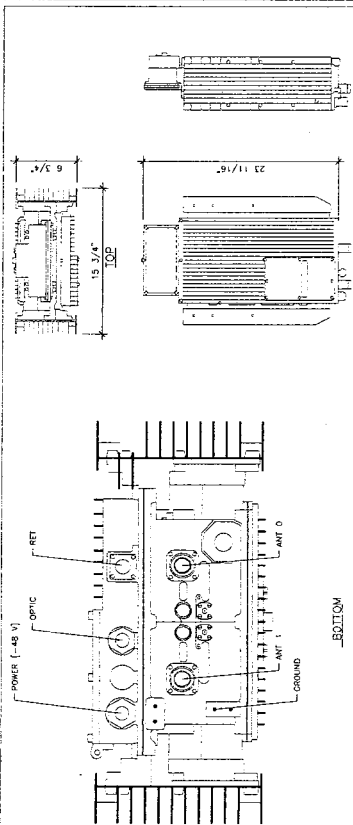 6 3/4"
15 3/4"
TOP
23 11/16"
POWER (-48 V)
OPTIC
RET
ANT 1
ANT 0
GROUND
BOTTOM